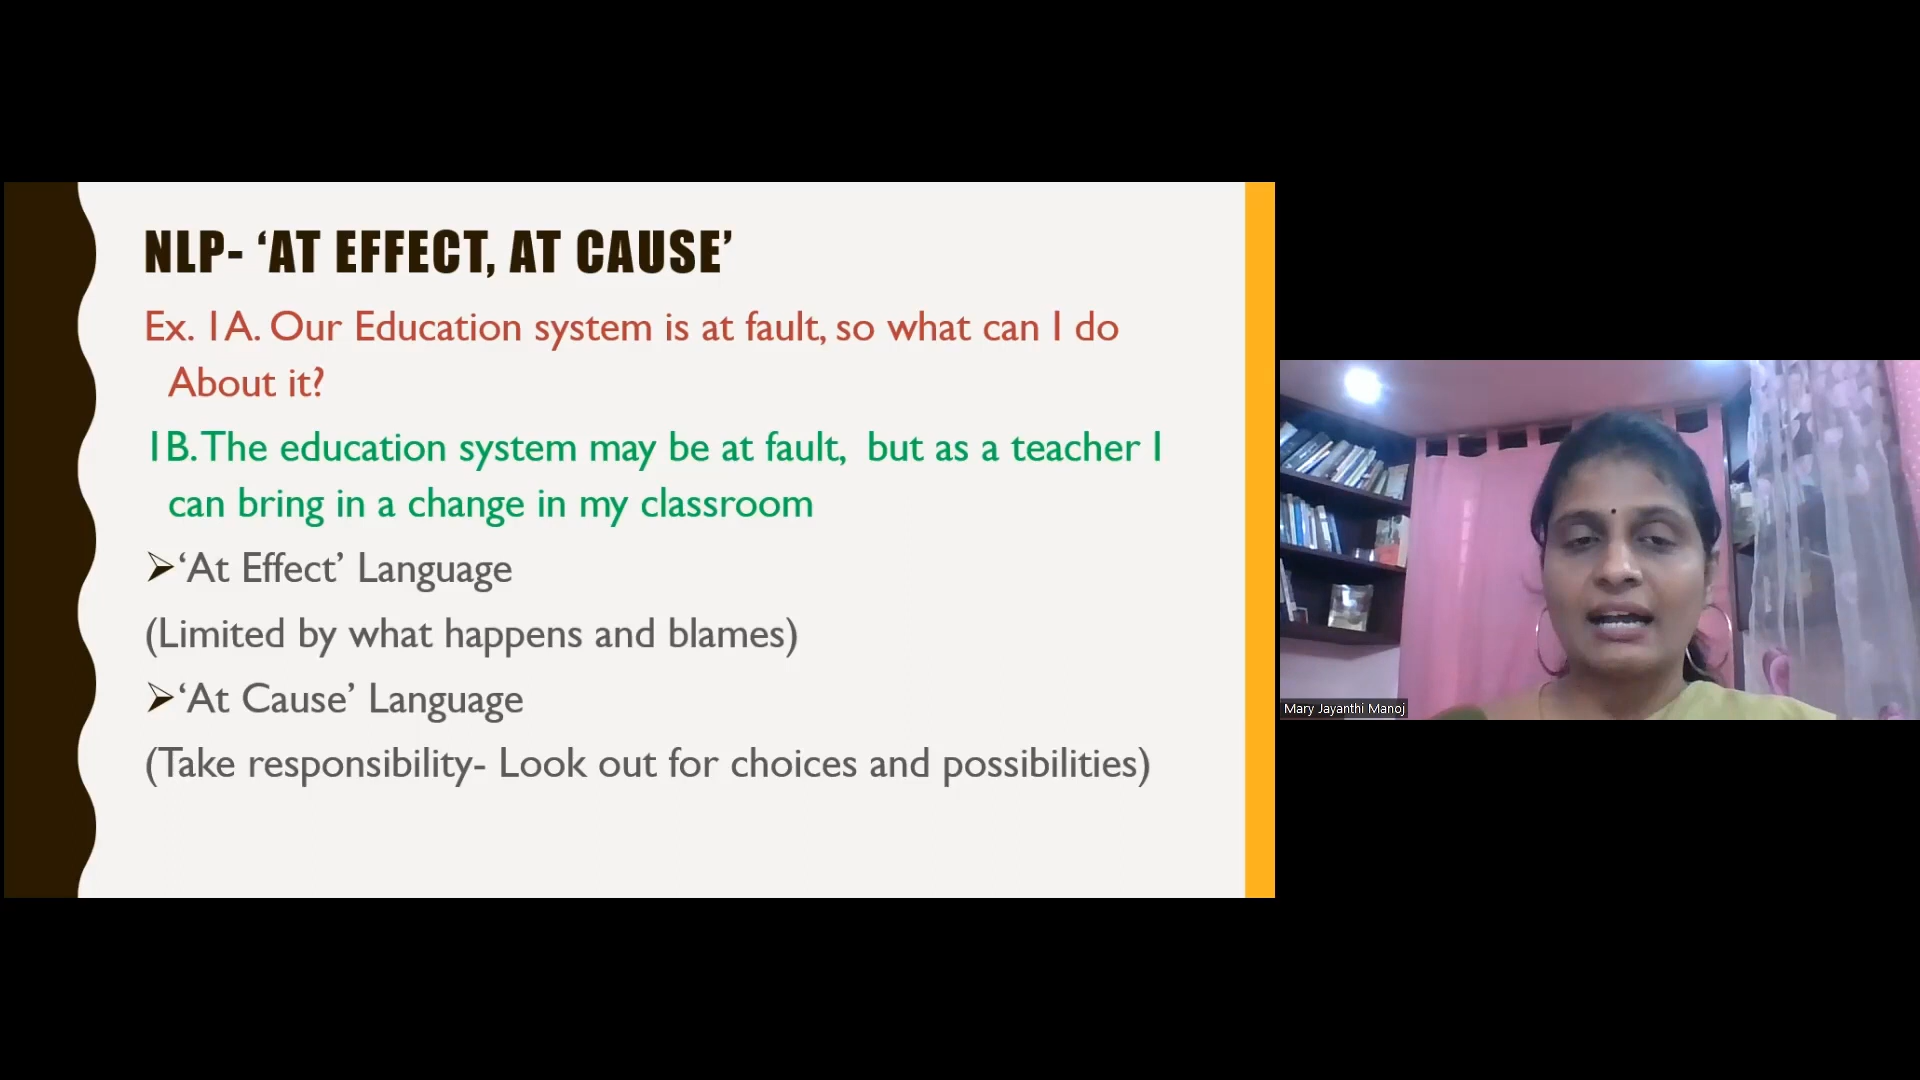 NLP- ‘AT EFFECT, AT CAUSE’
Ex. 1A. Our Education system is at fault, so what can I do
About it?
1B. The education system may be at fault, but as a teacher I
can bring in a change in my classroom
➢‘At Effect’ Language
(Limited by what happens and blames)
➢‘At Cause’ Language
(Take responsibility- Look out for choices and possibilities)
Mary Jayanthi Manoj